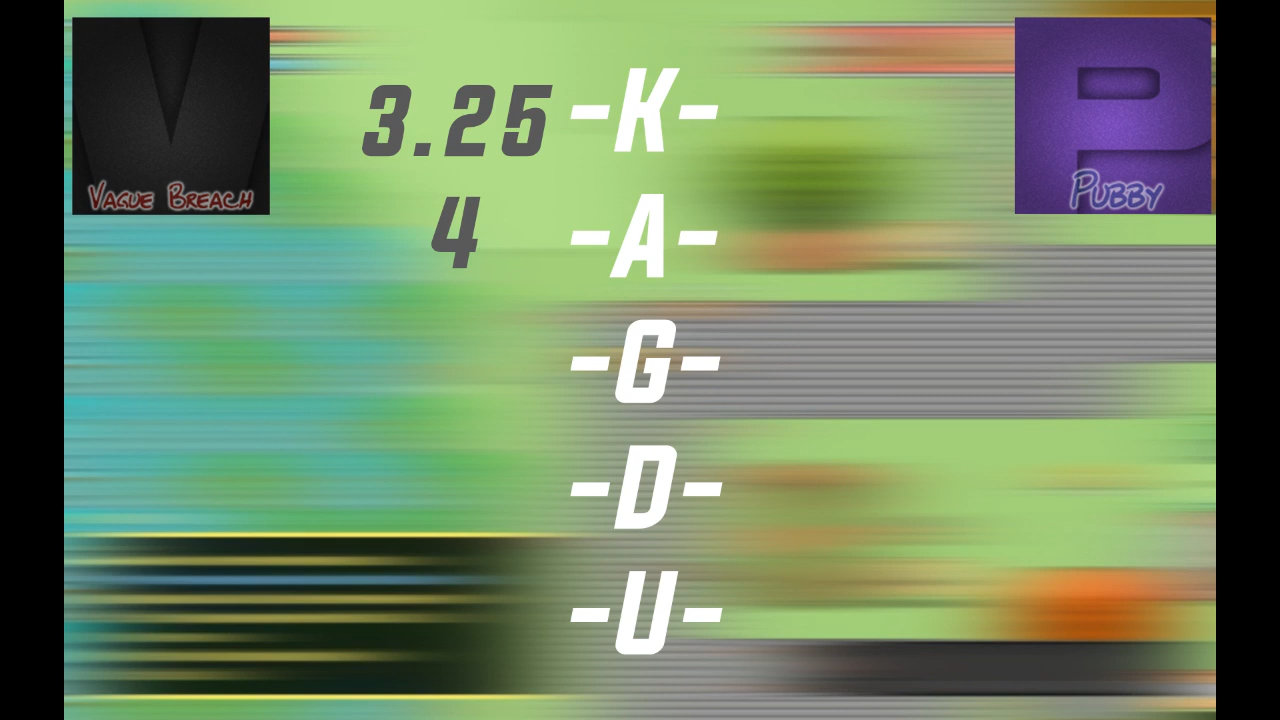 VAGUE BREACH
PUBBY
3.25 -K-
4 -A-
-G-
-D-
-U-